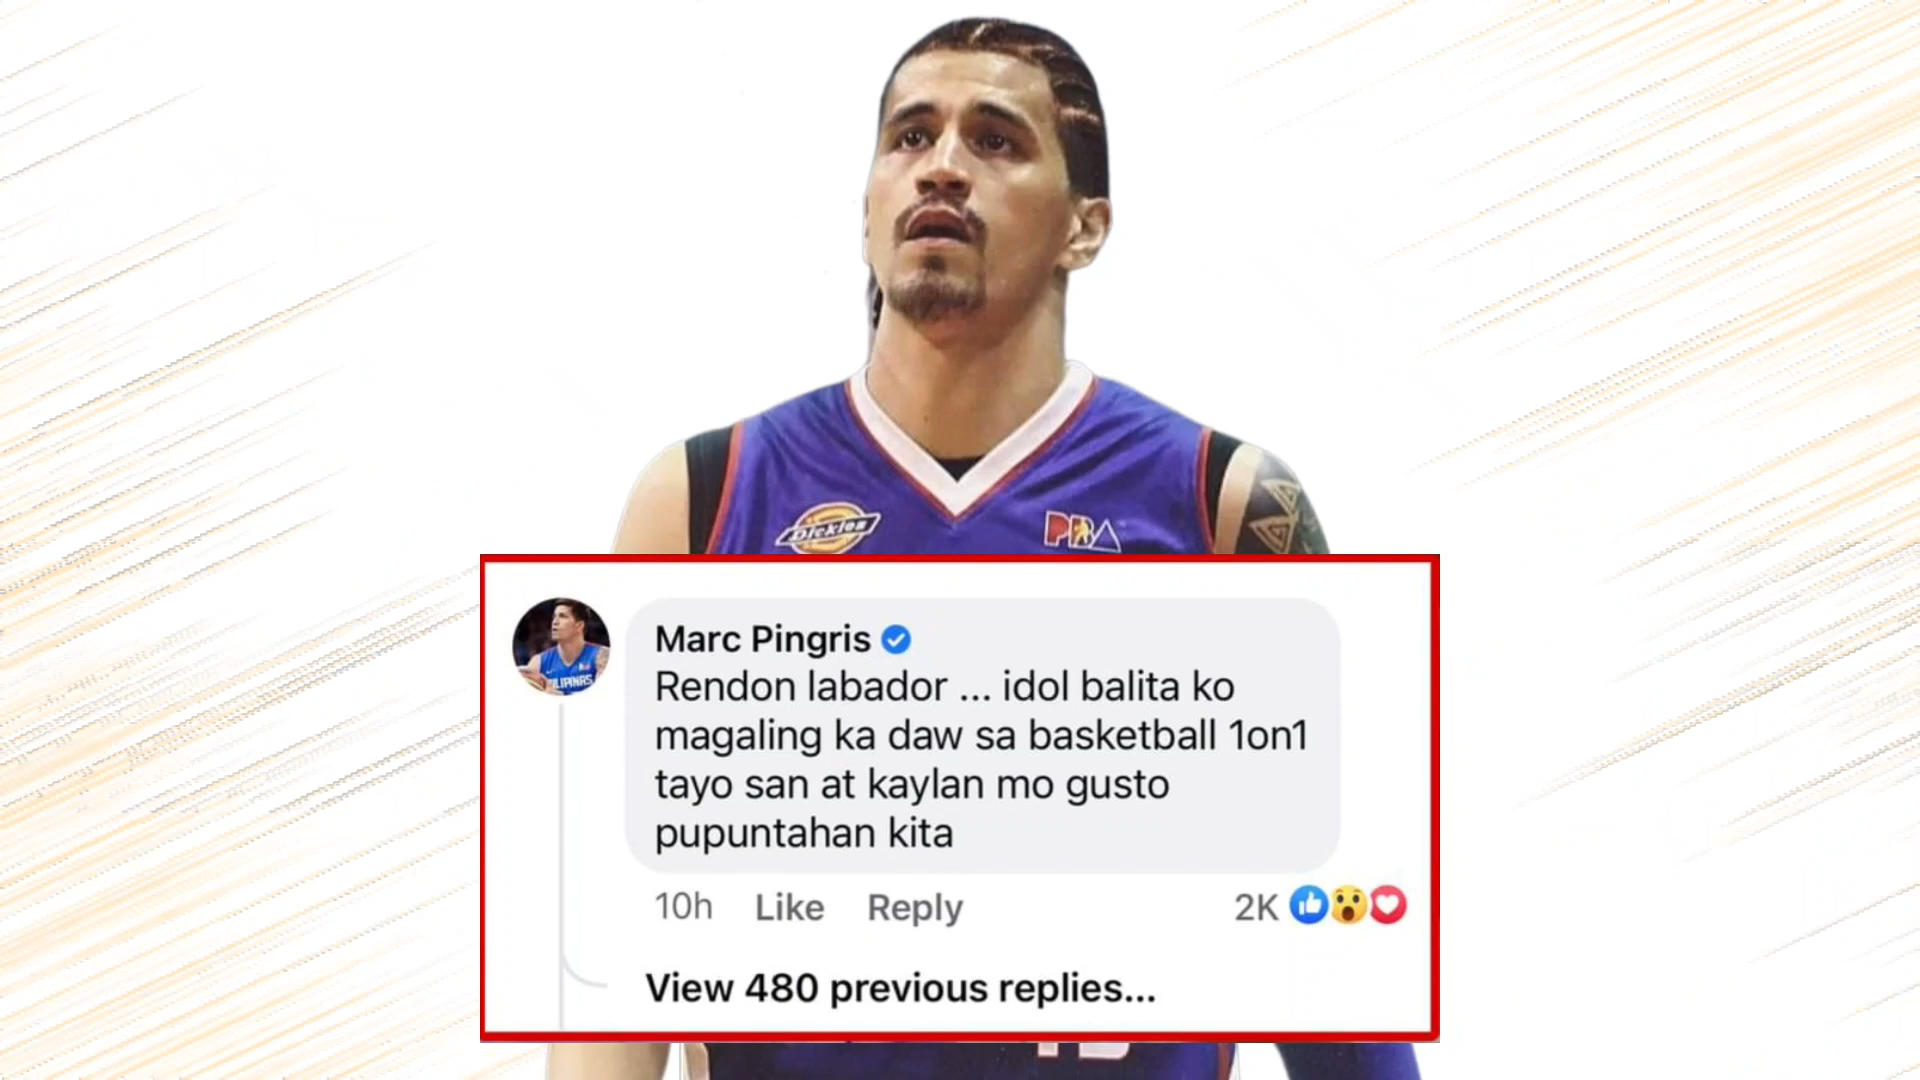 Dickies
PBA
Marc Pingris
Rendon labador ... idol balita ko
magaling ka daw sa basketball 1on1
tayo san at kaylan mo gusto
pupuntahan kita
10h Like Reply 2K
View 480 previous replies...